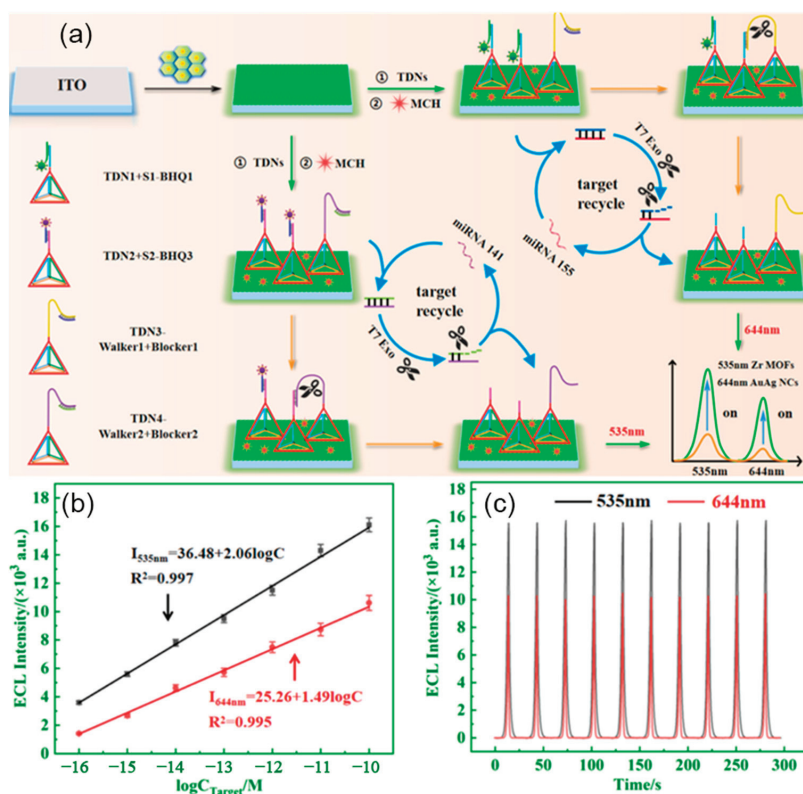 (a)
ITO
① TDNs
② MCH
① TDNs ② MCH
TDN1+S1-BHQ1
TDN2+S2-BHQ3
TDN3-
Walker1+Blocker1
TDN4-
Walker2+Blocker2
T7 Exo
target
recycle
miRNA 155
miRNA 141
target
recycle
T7 Exo
644nm
535nm
535nm Zr MOFs
644nm AuAg NCs
on
on
535nm 644nm
(b)
ECL Intensity/(×10³ a.u.)
18
16
14
12
10
8
6
4
2
0
I535nm=36.48+2.06logC
R²=0.997
I644nm=25.26+1.49logC
R²=0.995
−16 −15 −14 −13 −12 −11 −10
logCTarget/M
(c)
535nm 644nm
ECL Intensity/(×10³ a.u.)
18
16
14
12
10
8
6
4
2
0
0 50 100 150 200 250 300
Time/s